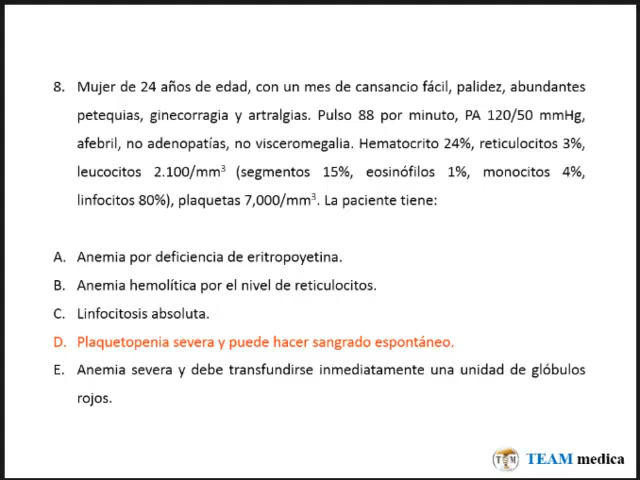 8. Mujer de 24 años de edad, con un mes de cansancio fácil, palidez, abundantes
petequias, ginecorragia y artralgias. Pulso 88 por minuto, PA 120/50 mmHg,
afebril, no adenopatías, no visceromegalia. Hematocrito 24%, reticulocitos 3%,
leucocitos 2.100/mm³ (segmentos 15%, eosinófilos 1%, monocitos 4%,
linfocitos 80%), plaquetas 7,000/mm³. La paciente tiene:
A. Anemia por deficiencia de eritropoyetina.
B. Anemia hemolítica por el nivel de reticulocitos.
C. Linfocitosis absoluta.
D. Plaquetopenia severa y puede hacer sangrado espontáneo.
E. Anemia severa y debe transfundirse inmediatamente una unidad de glóbulos
rojos.
TEAM medica